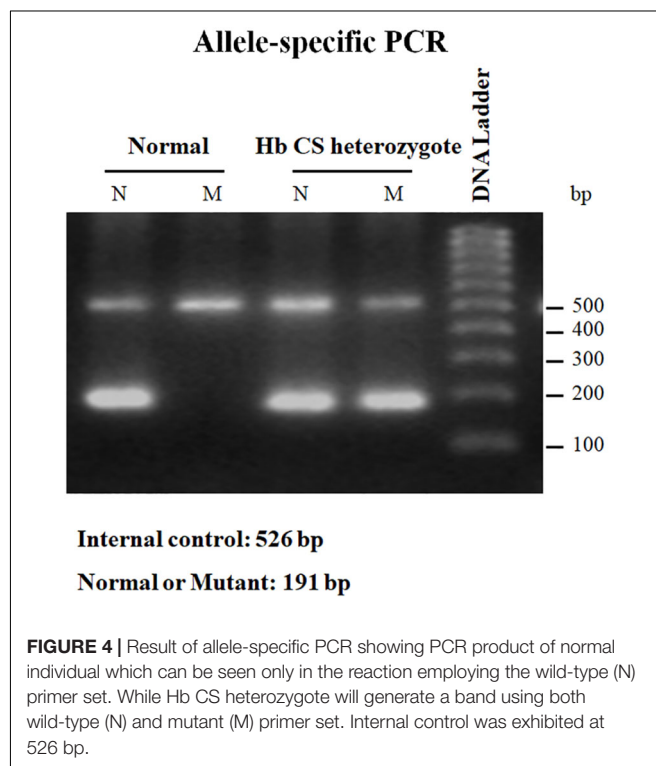 Allele-specific PCR
Normal Hb CS heterozygote DNA Ladder
N M N M bp
500
400
300
200
100
Internal control: 526 bp
Normal or Mutant: 191 bp
FIGURE 4 | Result of allele-specific PCR showing PCR product of normal
individual which can be seen only in the reaction employing the wild-type (N)
primer set. While Hb CS heterozygote will generate a band using both
wild-type (N) and mutant (M) primer set. Internal control was exhibited at
526 bp.